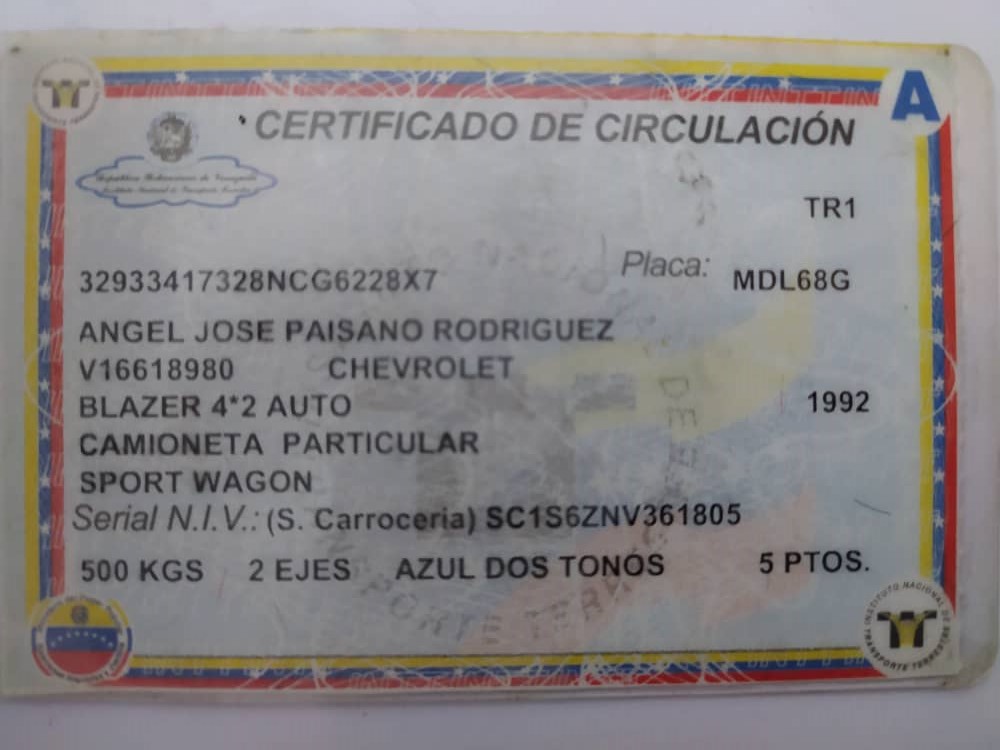 A
CERTIFICADO DE CIRCULACIÓN
República Bolivariana de Venezuela
Instituto Nacional de Transporte Terrestre
TR1
32933417328NCG6228X7 Placa: MDL68G
ANGEL JOSE PAISANO RODRIGUEZ
V16618980 CHEVROLET
BLAZER 4*2 AUTO 1992
CAMIONETA PARTICULAR
SPORT WAGON
Serial N.I.V.: (S. Carroceria) SC1S6ZNV361805
500 KGS 2 EJES AZUL DOS TONOS 5 PTOS.
INSTITUTO NACIONAL DE TRANSPORTE TERRESTRE